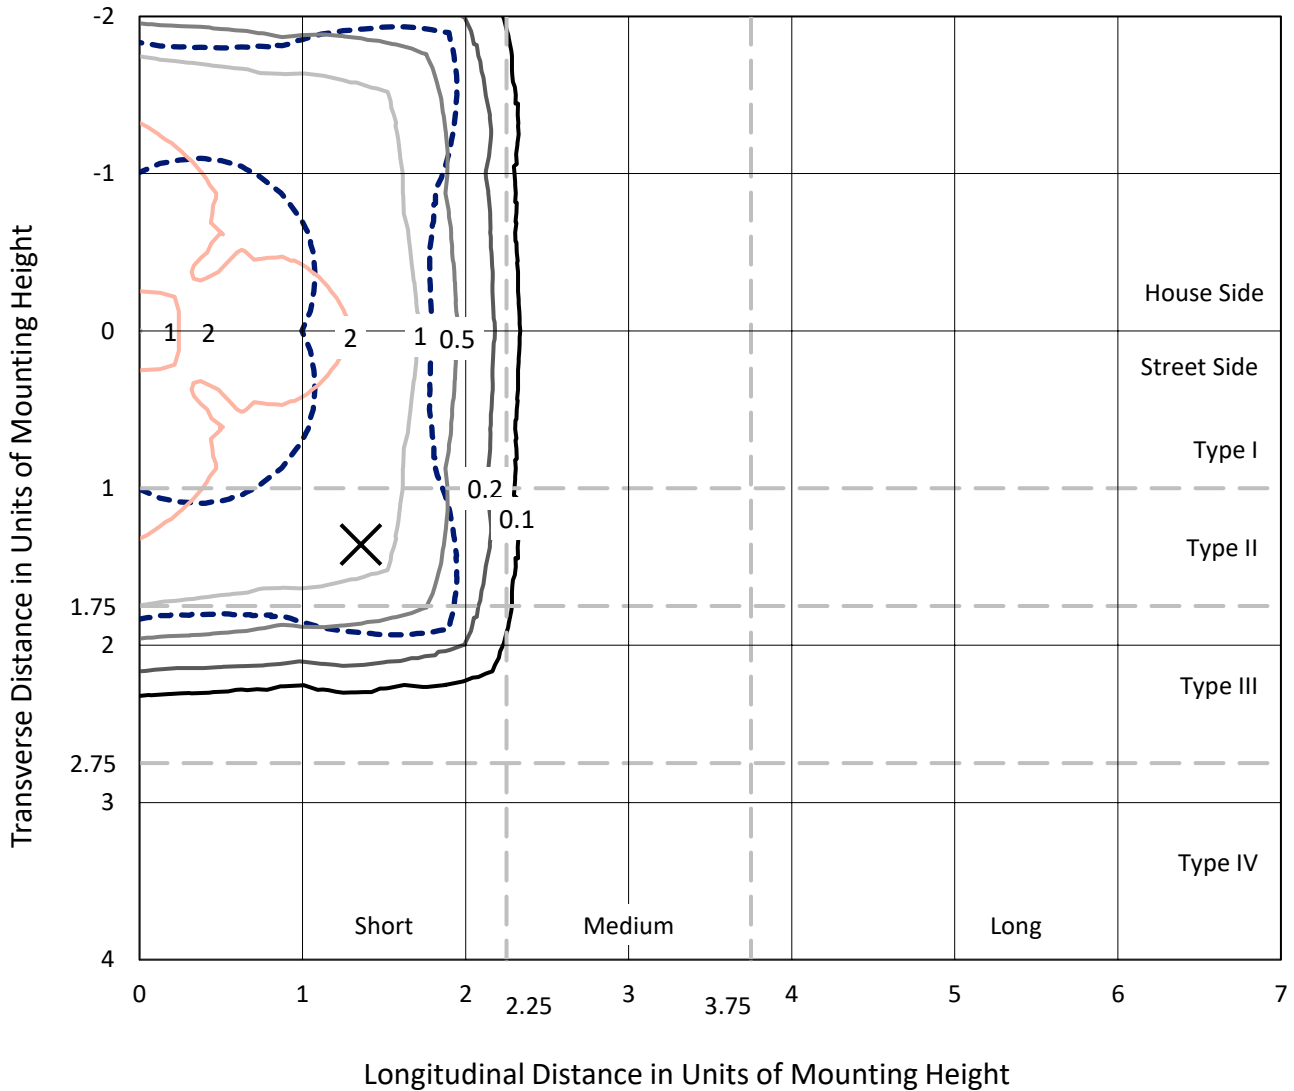 -2
-1
House Side
0
1
2
2
1
0.5
Street Side
Type I
1
0.2
0.1
Type II
1.75
2
Type III
2.75
3
Type IV
Short
Medium
Long
4
0
1
2
2.25
3
3.75
4
5
6
7
Transverse Distance in Units of Mounting Height
Longitudinal Distance in Units of Mounting Height